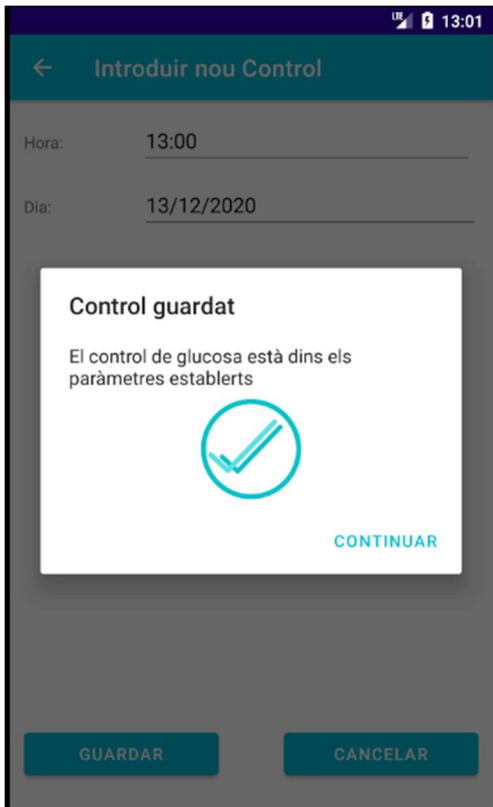 LTE 13:01
Introduir nou Control
Hora: 13:00
Dia: 13/12/2020
Control guardat
El control de glucosa està dins els
paràmetres establerts
CONTINUAR
GUARDAR CANCELAR